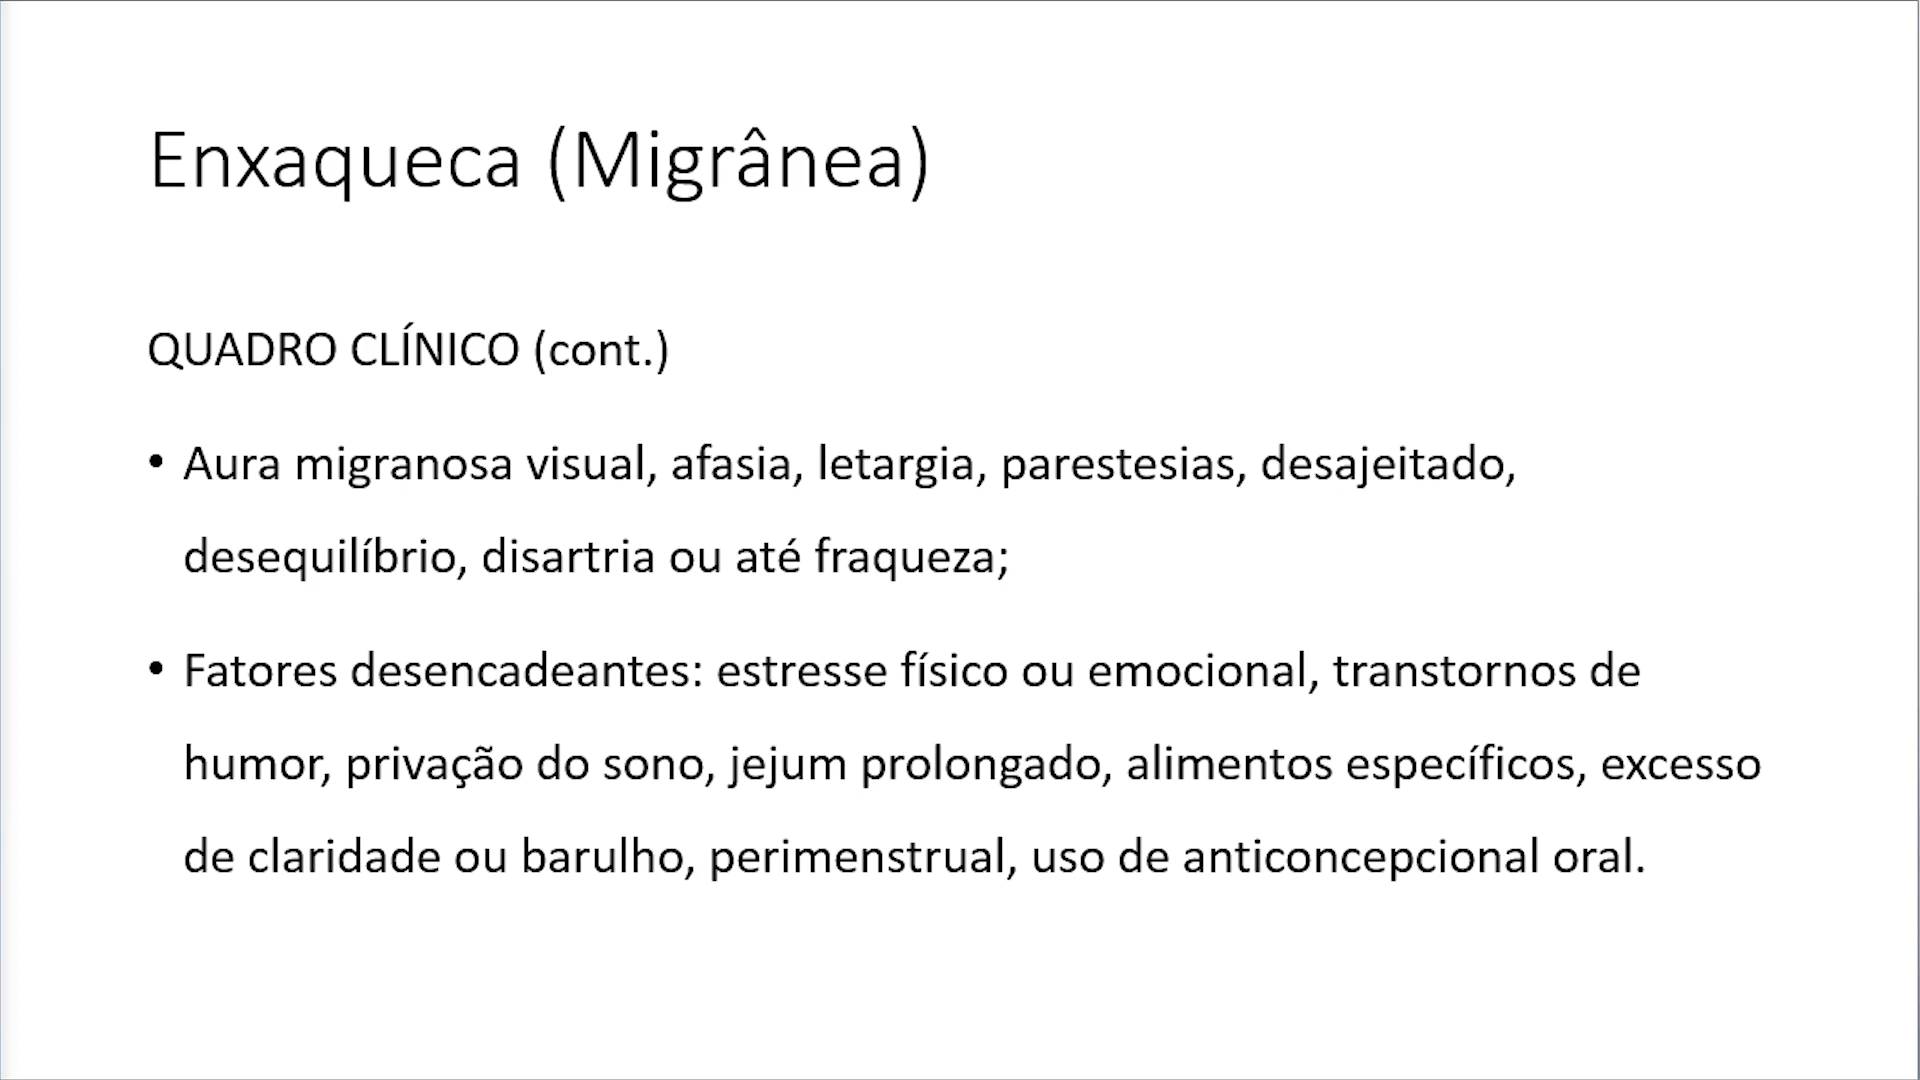 Enxaqueca (Migrânea)
QUADRO CLÍNICO (cont.)
• Aura migranosa visual, afasia, letargia, parestesias, desajeitado,
desequilíbrio, disartria ou até fraqueza;
• Fatores desencadeantes: estresse físico ou emocional, transtornos de
humor, privação do sono, jejum prolongado, alimentos específicos, excesso
de claridade ou barulho, perimenstrual, uso de anticoncepcional oral.